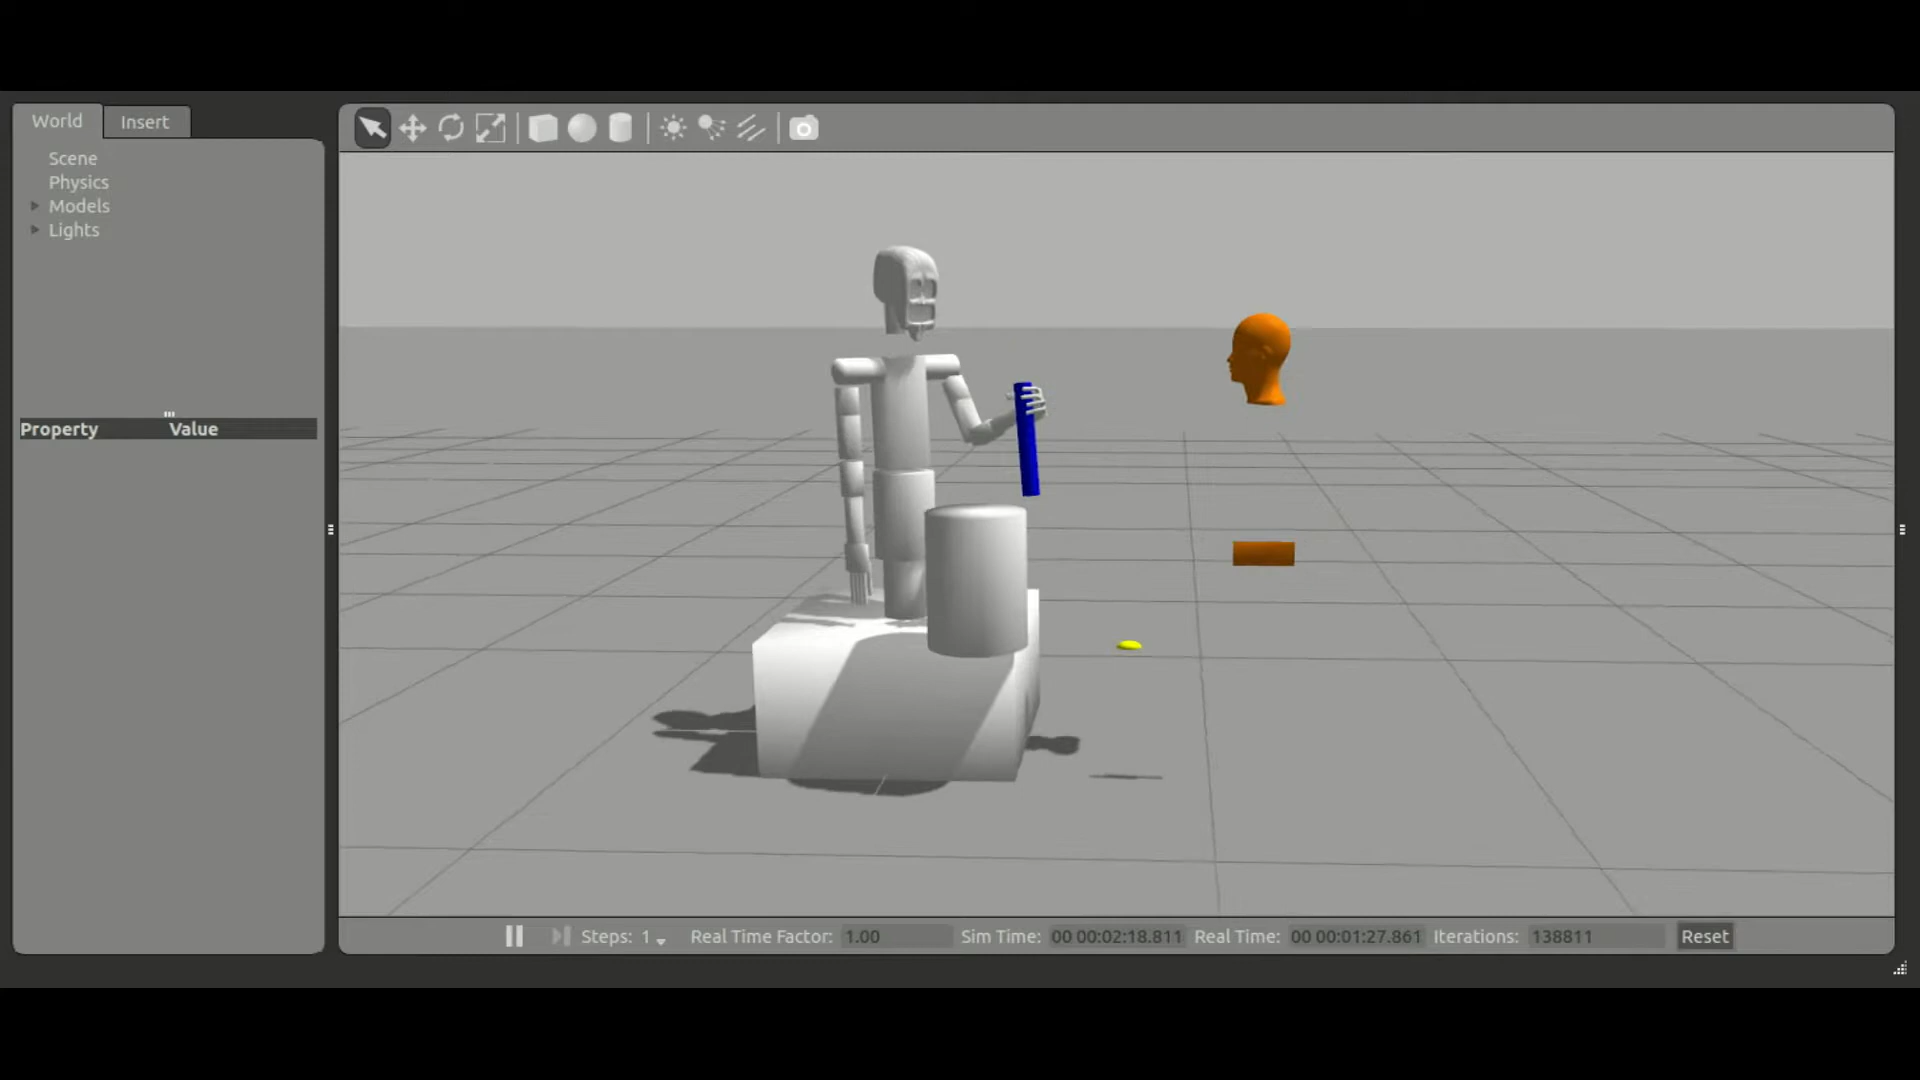 World Insert
Scene
Physics
Models
Lights
Property Value
Steps: 1 Real Time Factor: 1.00 Sim Time: 00 00:02:18.811 Real Time: 00 00:01:27.861 Iterations: 138811 Reset